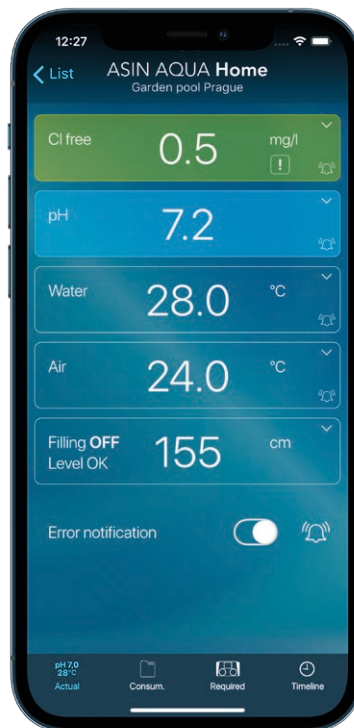 12:27
List
ASIN AQUA Home
Garden pool Prague
Cl free 0.5 mg/l
!
pH 7.2
Water 28.0 °C
Air 24.0 °C
Filling OFF
Level OK 155 cm
Error notification
pH 7,0
28°C
Actual Consum. Required Timeline